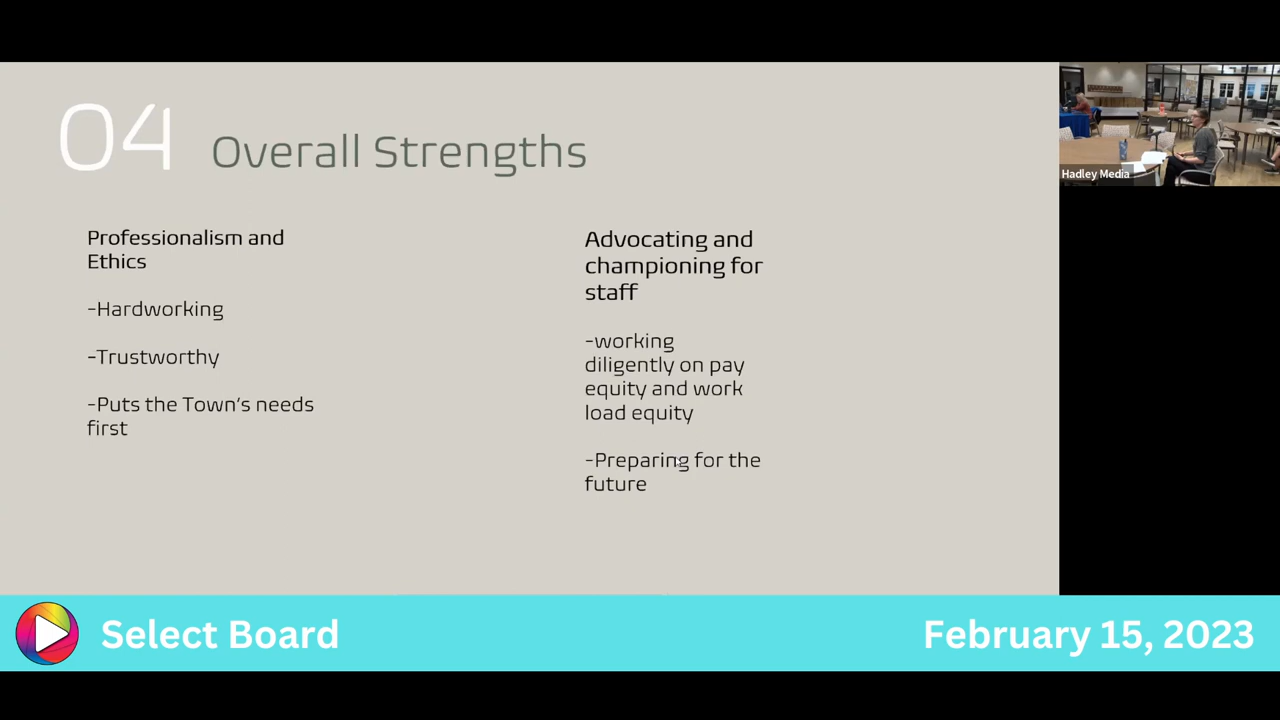 04 Overall Strengths
Professionalism and
Ethics
-Hardworking
-Trustworthy
-Puts the Town's needs
first
Advocating and
championing for
staff
-working
diligently on pay
equity and work
load equity
-Preparing for the
future
Hadley Media
Select Board
February 15, 2023